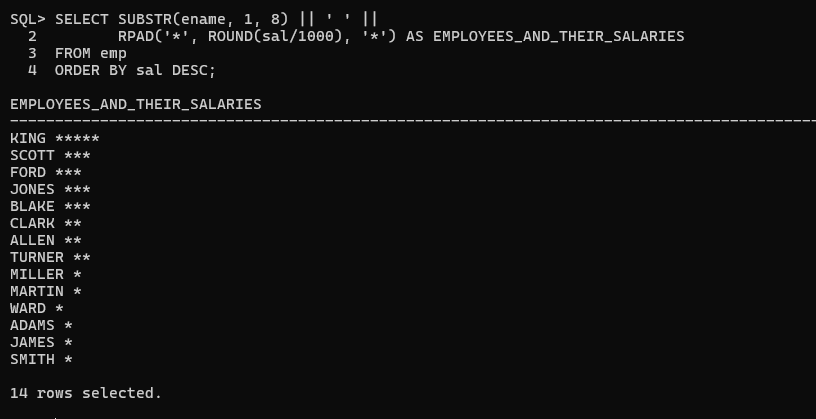 SQL> SELECT SUBSTR(ename, 1, 8) || ' ' ||
  2         RPAD('*', ROUND(sal/1000), '*') AS EMPLOYEES_AND_THEIR_SALARIES
  3  FROM emp
  4  ORDER BY sal DESC;

EMPLOYEES_AND_THEIR_SALARIES
------------------------------------------------------------------------------------------
KING *****
SCOTT ***
FORD ***
JONES ***
BLAKE ***
CLARK **
ALLEN **
TURNER **
MILLER *
MARTIN *
WARD *
ADAMS *
JAMES *
SMITH *

14 rows selected.